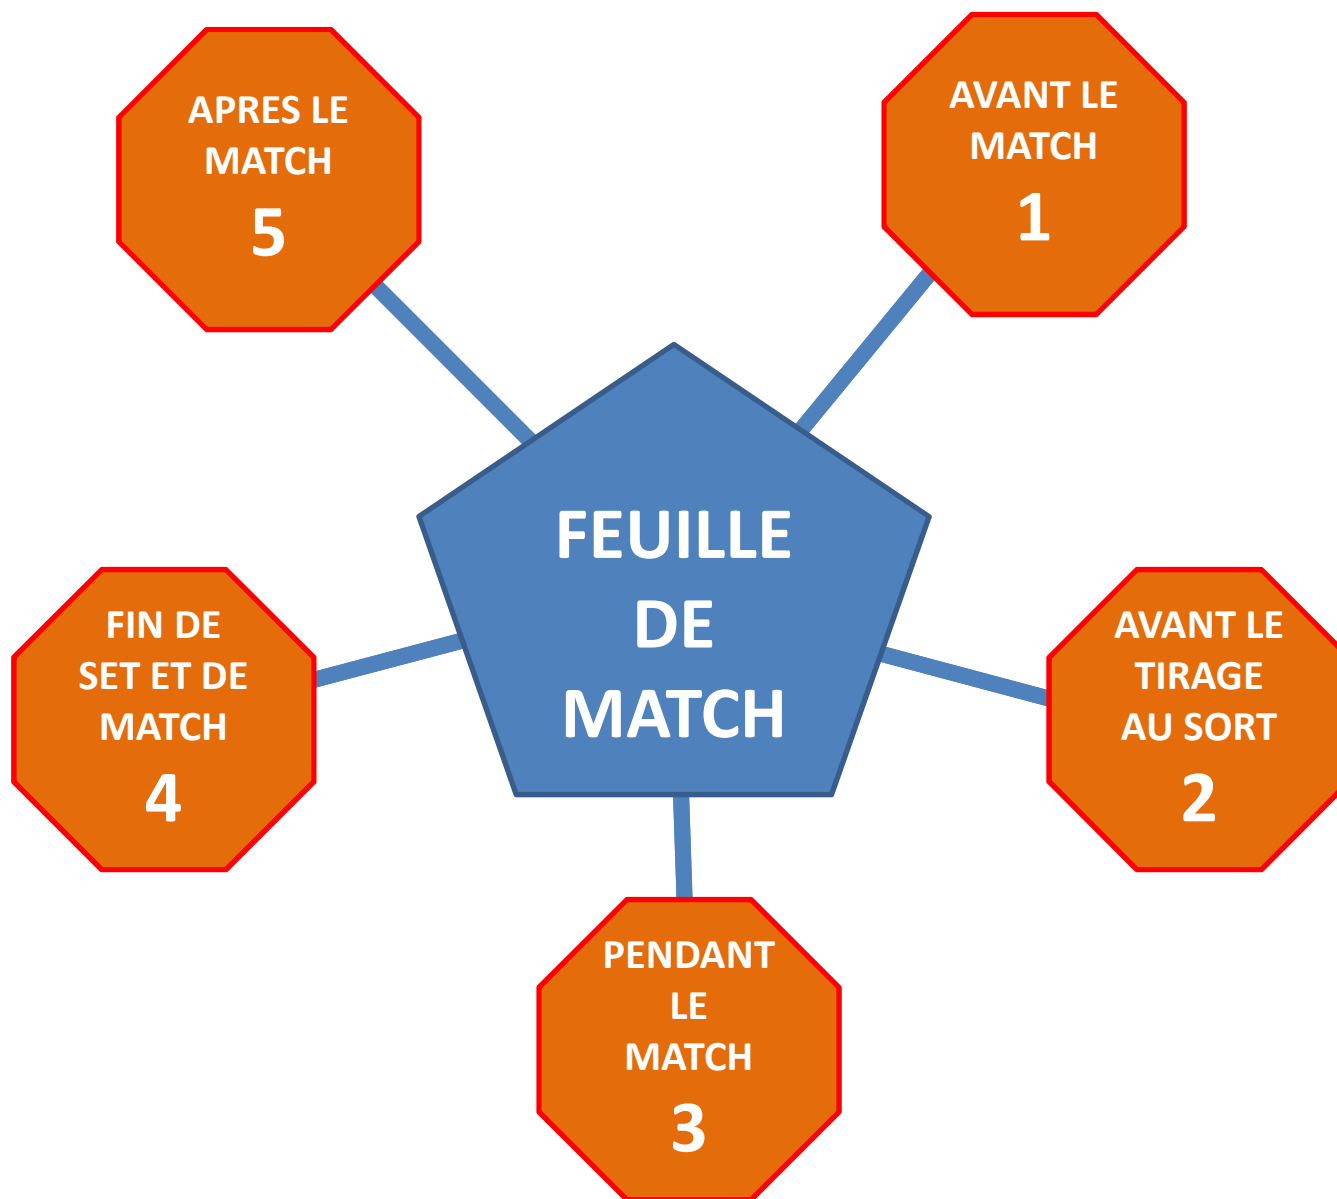 APRES LE
MATCH
5
AVANT LE
MATCH
1
FEUILLE
DE
MATCH
FIN DE
SET ET DE
MATCH
4
AVANT LE
TIRAGE
AU SORT
2
PENDANT
LE
MATCH
3